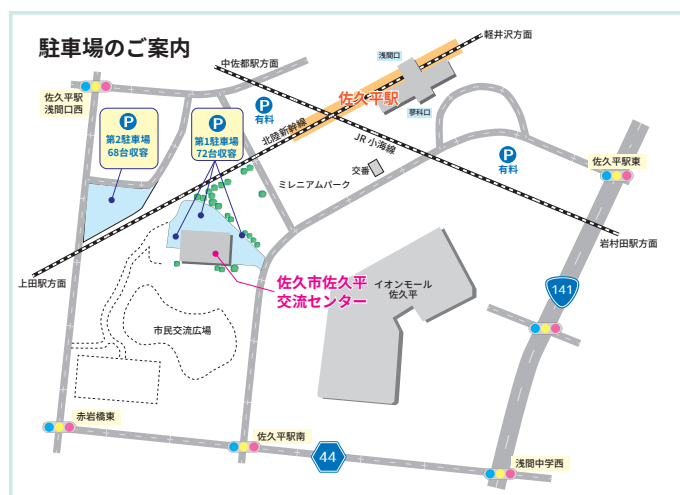 駐車場のご案内
軽井沢方面
浅間口
中佐都駅方面
佐久平駅
浅間口西
佐久平駅
P
有料
P
第2駐車場
68台収容
P
第1駐車場
72台収容
北陸新幹線
蓼科口
JR 小海線
P
有料
佐久平駅東
交番
ミレニアムパーク
岩村田駅方面
上田駅方面
佐久市佐久平
交流センター
イオンモール
佐久平
141
市民交流広場
赤岩橋東
佐久平駅南
44
浅間中学西